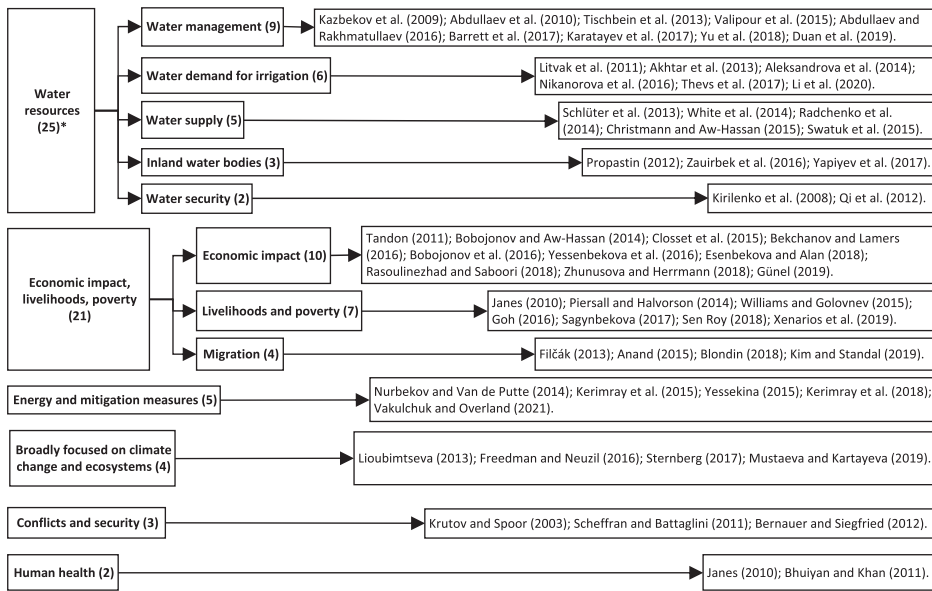 Water resources (25)*
Water management (9)
Kazbekov et al. (2009); Abdullaev et al. (2010); Tischbein et al. (2013); Valipour et al. (2015); Abdullaev and
Rakhmatullaev (2016); Barrett et al. (2017); Karatayev et al. (2017); Yu et al. (2018); Duan et al. (2019).
Water demand for irrigation (6)
Litvak et al. (2011); Akhtar et al. (2013); Aleksandrova et al. (2014);
Nikanorova et al. (2016); Thevs et al. (2017); Li et al. (2020).
Water supply (5)
Schlüter et al. (2013); White et al. (2014); Radchenko et al.
(2014); Christmann and Aw-Hassan (2015); Swatuk et al. (2015).
Inland water bodies (3)
Propastin (2012); Zauirbek et al. (2016); Yapiyev et al. (2017).
Water security (2)
Kirilenko et al. (2008); Qi et al. (2012).
Economic impact,
livelihoods, poverty
(21)
Economic impact (10)
Tandon (2011); Bobojonov and Aw-Hassan (2014); Closset et al. (2015); Bekchanov and Lamers
(2016); Bobojonov et al. (2016); Yessenbekova et al. (2016); Esenbekova and Alan (2018);
Rasoulinezhad and Saboori (2018); Zhunusova and Herrmann (2018); Günel (2019).
Livelihoods and poverty (7)
Janes (2010); Piersall and Halvorson (2014); Williams and Golovnev (2015);
Goh (2016); Sagynbekova (2017); Sen Roy (2018); Xenarios et al. (2019).
Migration (4)
Filčák (2013); Anand (2015); Blondin (2018); Kim and Standal (2019).
Energy and mitigation measures (5)
Nurbekov and Van de Putte (2014); Kerimray et al. (2015); Yessekina (2015); Kerimray et al. (2018);
Vakulchuk and Overland (2021).
Broadly focused on climate
change and ecosystems (4)
Lioubimtseva (2013); Freedman and Neuzil (2016); Sternberg (2017); Mustaeva and Kartayeva (2019).
Conflicts and security (3)
Krutov and Spoor (2003); Scheffran and Battaglini (2011); Bernauer and Siegfried (2012).
Human health (2)
Janes (2010); Bhuiyan and Khan (2011).